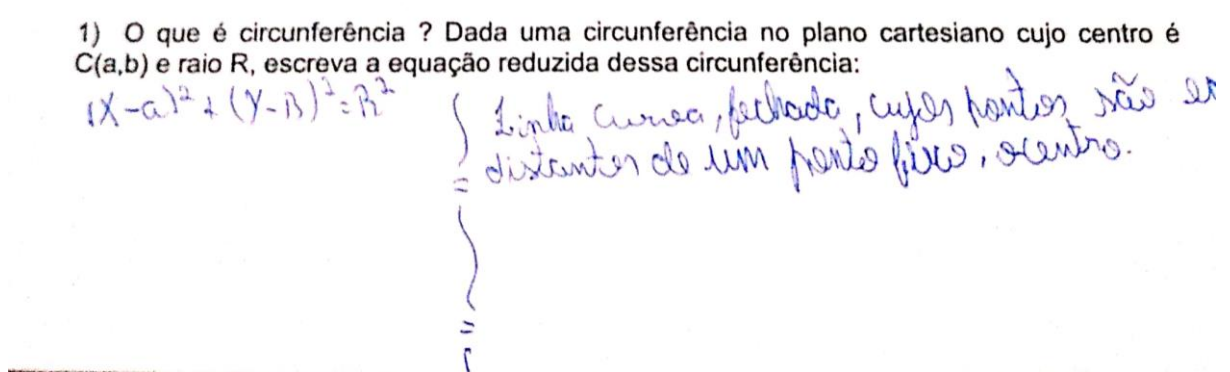 1) O que é circunferência ? Dada uma circunferência no plano cartesiano cujo centro é
C(a,b) e raio R, escreva a equação reduzida dessa circunferência:
(X-a)² + (Y-B)² = R²
Linha curva, fechada, cujos pontos são
distantes de um ponto fixo, o centro.